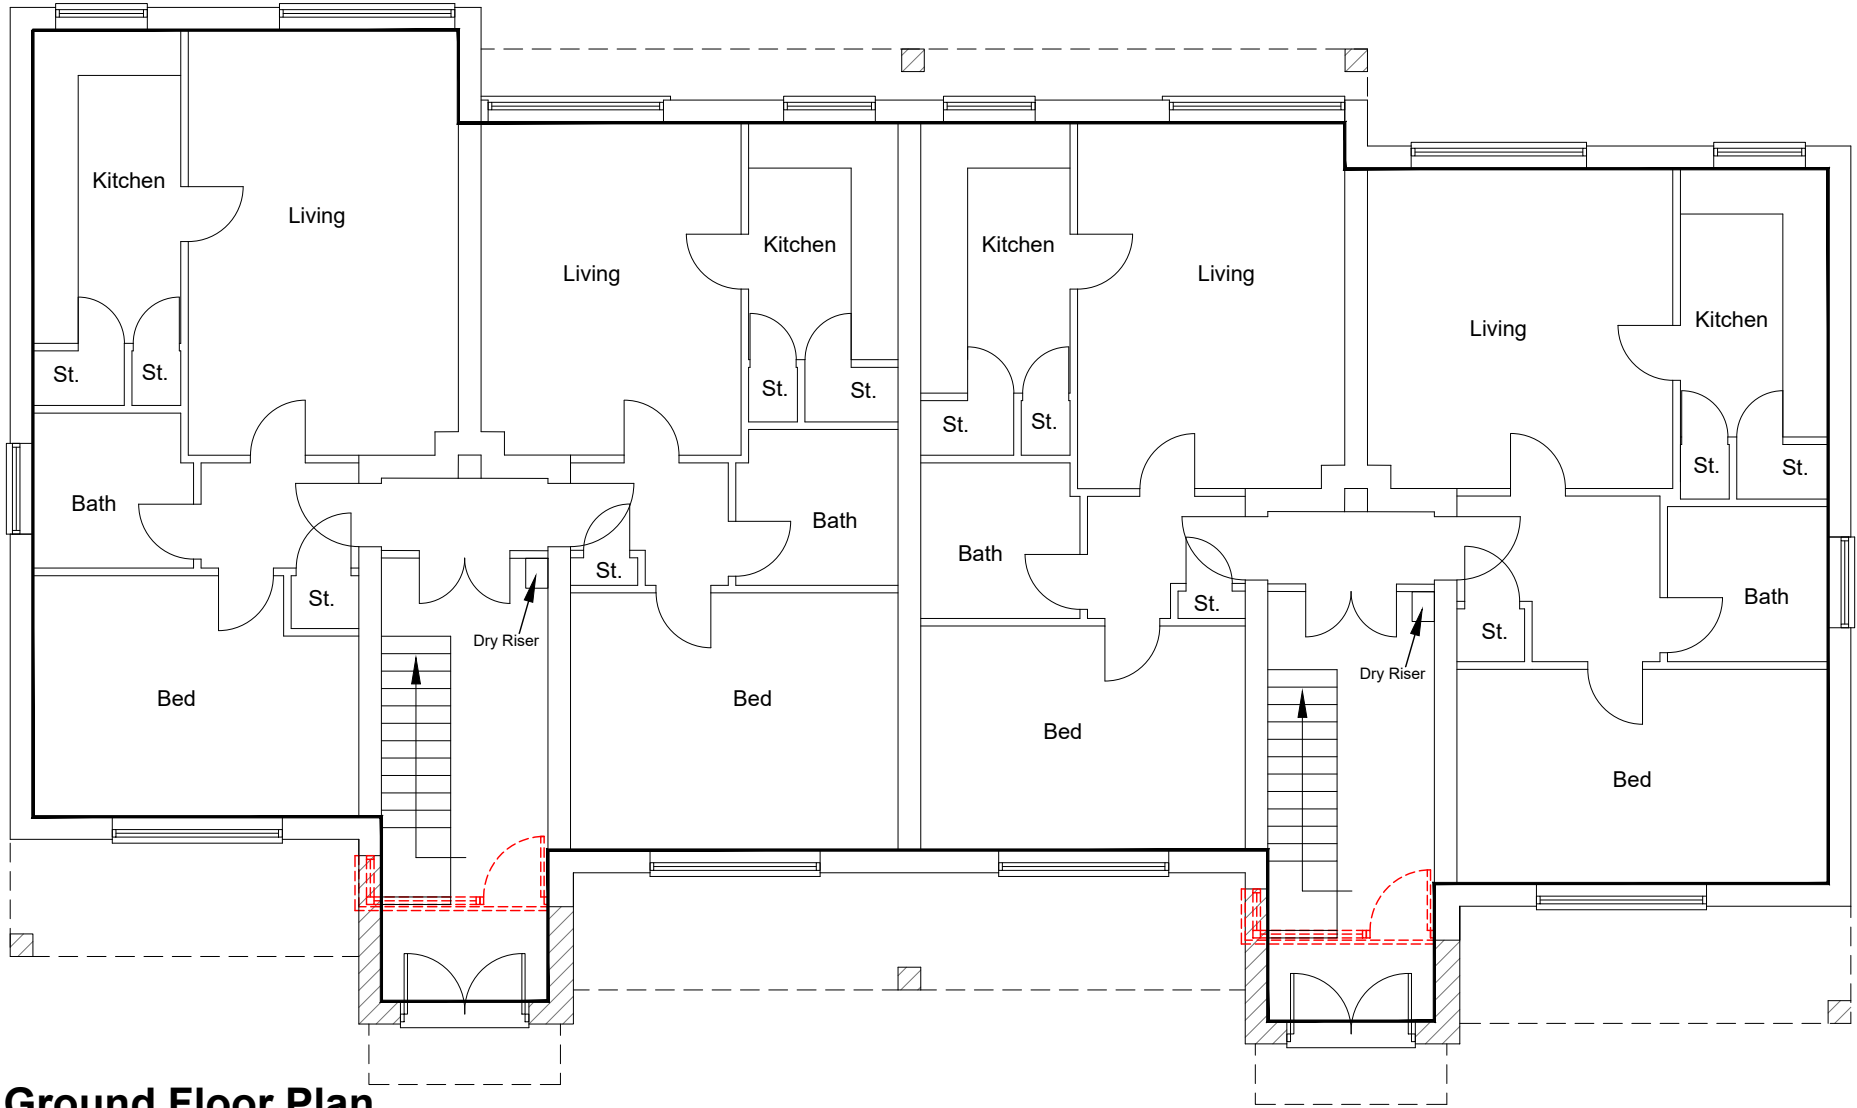 Kitchen
Living
Living
Kitchen
Kitchen
Living
Living
Kitchen
St.
St.
St.
St.
St.
St.
St.
St.
Bath
Bath
Bath
Bath
St.
St.
St.
St.
Dry Riser
Dry Riser
Bed
Bed
Bed
Bed
Ground Floor Plan